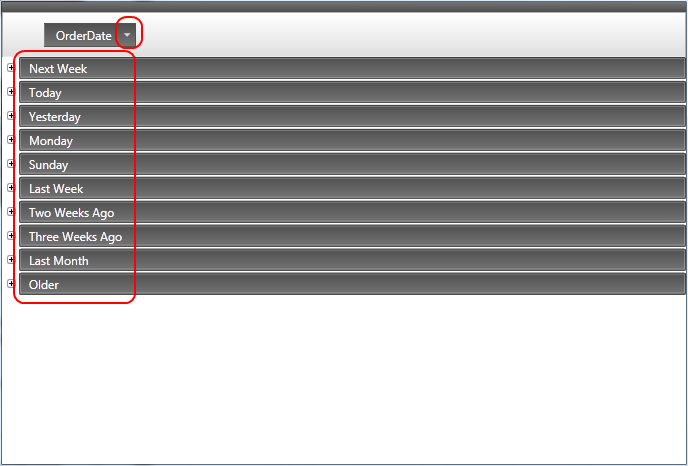 OrderDate
Next Week
Today
Yesterday
Monday
Sunday
Last Week
Two Weeks Ago
Three Weeks Ago
Last Month
Older